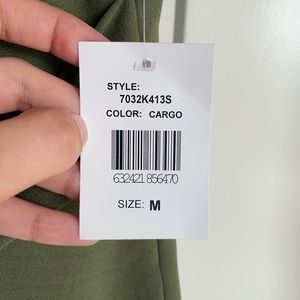 STYLE:
7032K413S
COLOR: CARGO
632421 856470
SIZE: M